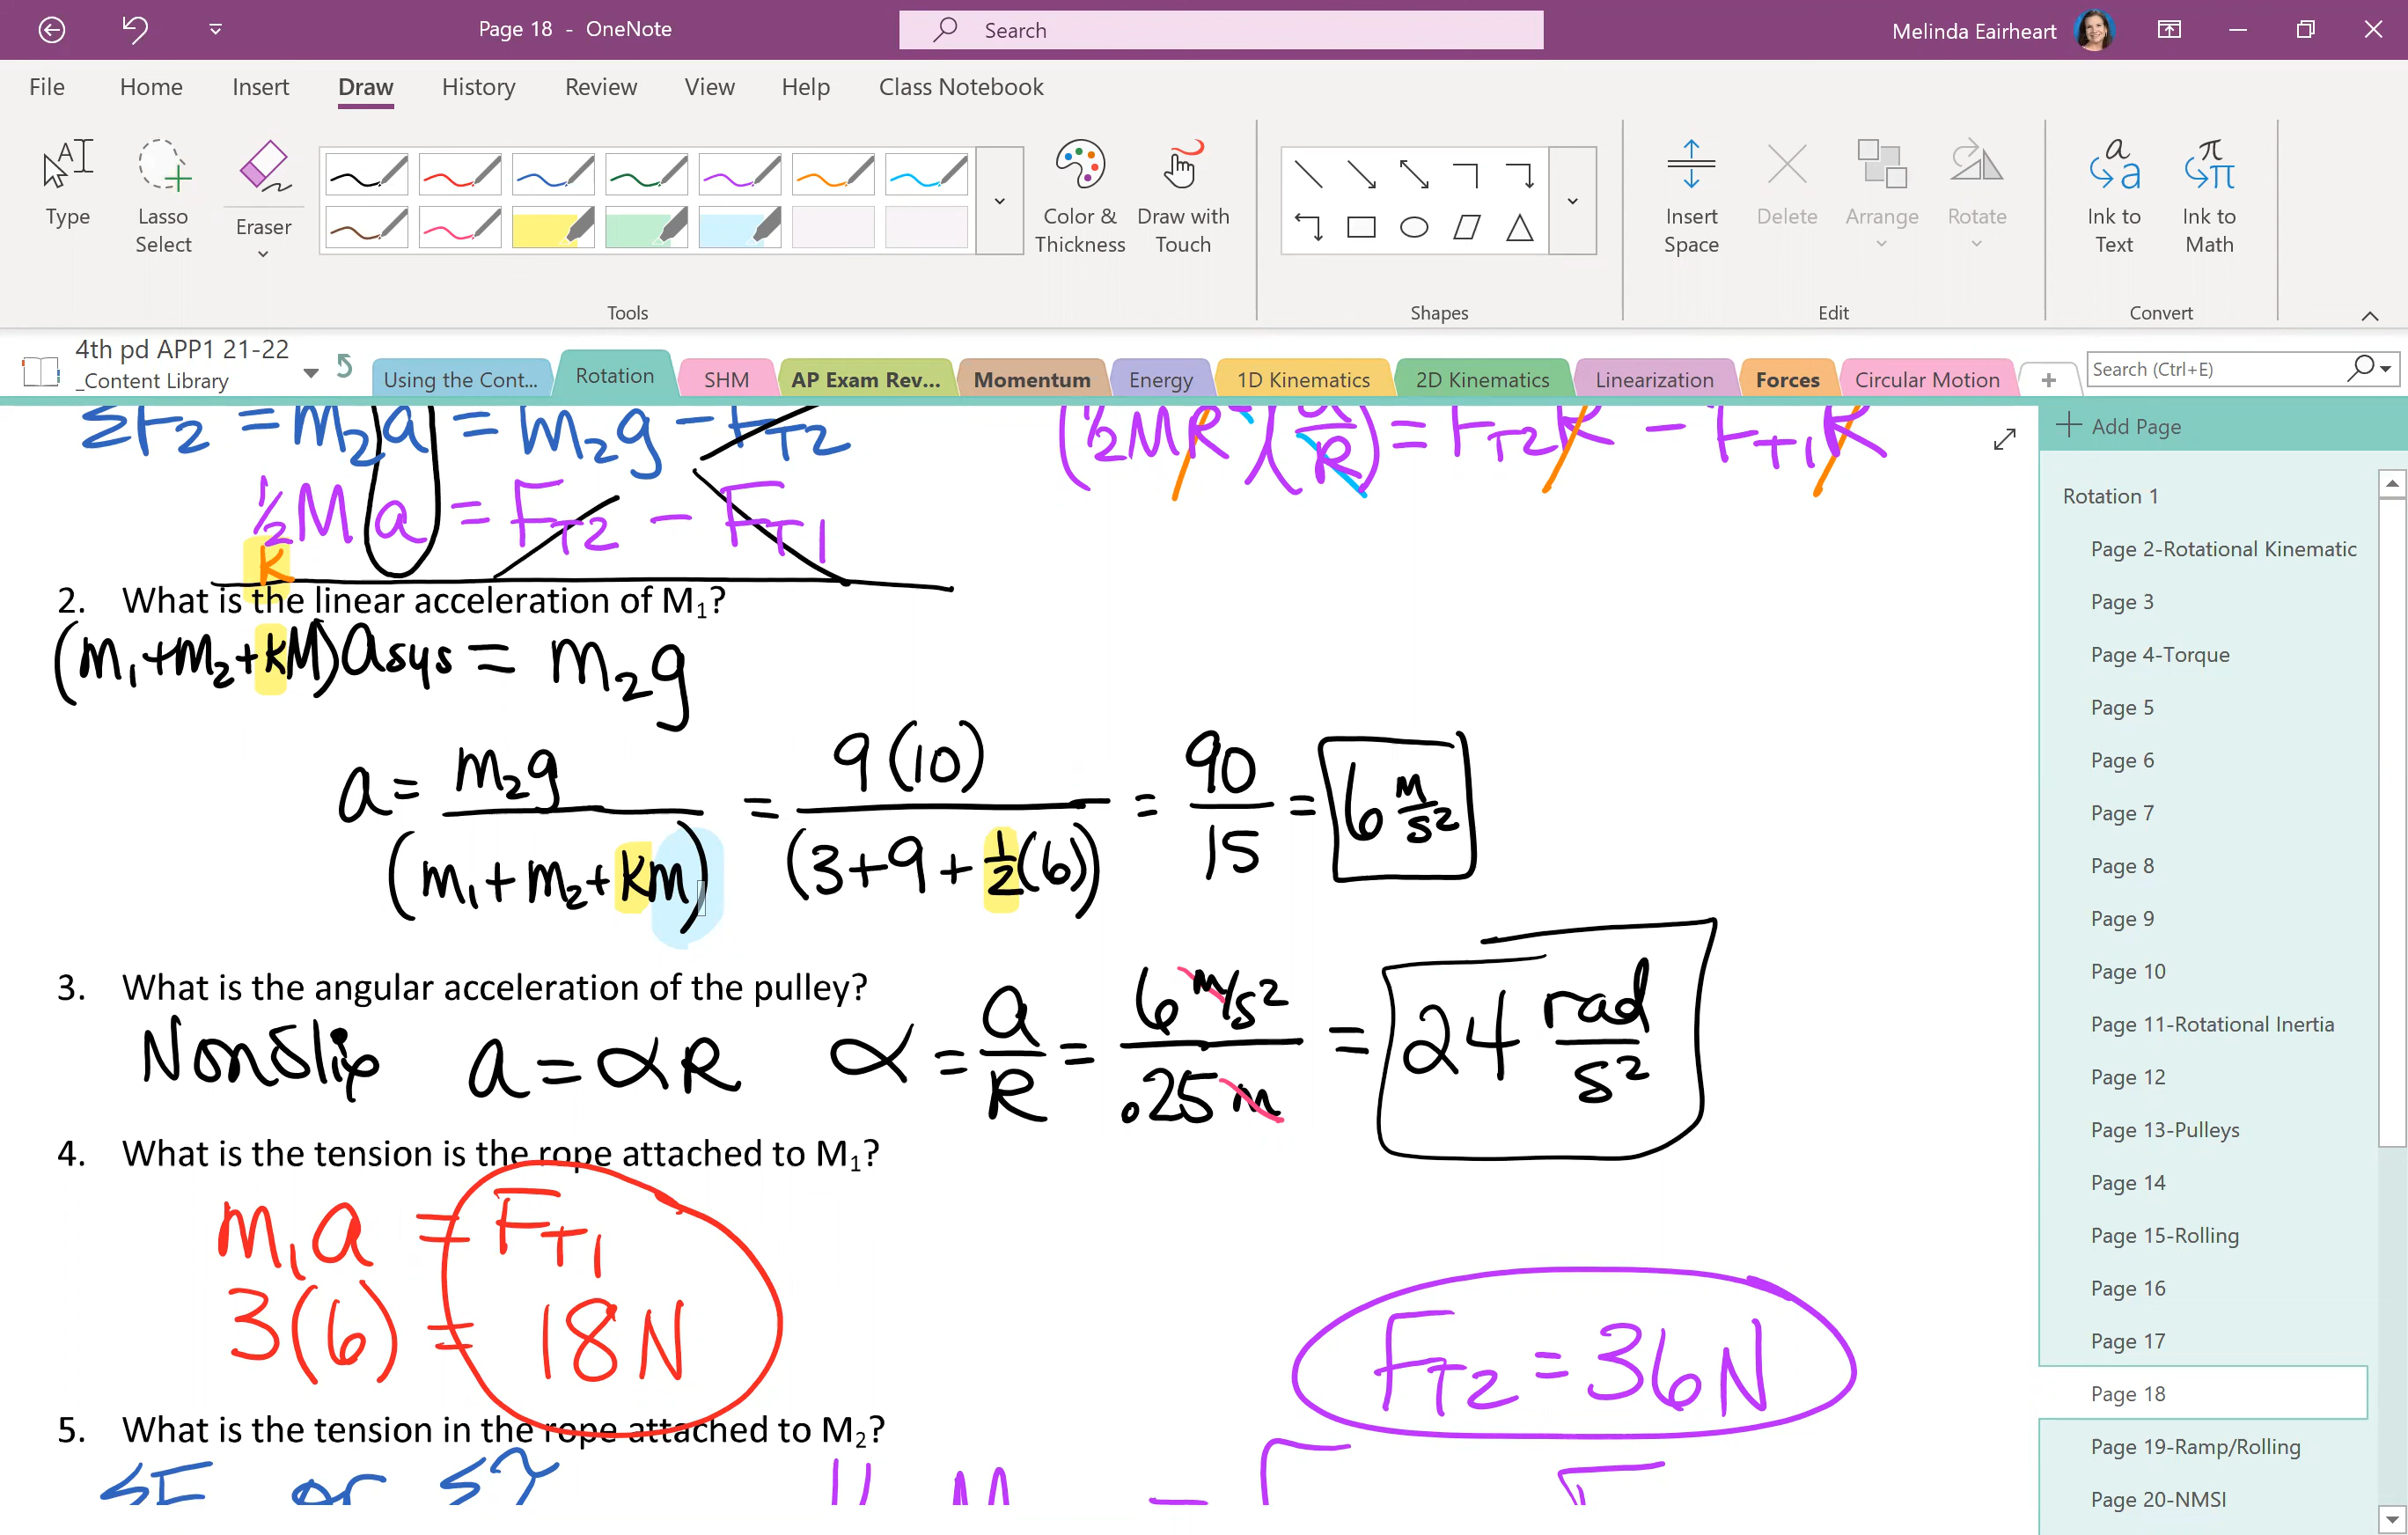 Page 18 - OneNote
Search
Melinda Eairheart
File Home Insert Draw History Review View Help Class Notebook
Type
Lasso Select
Eraser
Color & Thickness
Draw with Touch
Insert Space
Delete
Arrange
Rotate
Ink to Text
Ink to Math
Tools
Shapes
Edit
Convert
4th pd APP1 21-22
_Content Library
Using the Cont... Rotation SHM AP Exam Rev... Momentum Energy 1D Kinematics 2D Kinematics Linearization Forces Circular Motion +
Search (Ctrl+E)
ΣF2 = m2a = m2g - FT2
(½MR²)(a/R) = FT2R - FT1R
½Ma = FT2 - FT1
K
2. What is the linear acceleration of M1?
(m1+m2+kM)asys = m2g
a = m2g / (m1+m2+km) = 9(10) / (3+9+½(6)) = 90/15 = 6 m/s²
3. What is the angular acceleration of the pulley?
NonSlip a = αR α = a/R = 6 m/s² / .25m = 24 rad/s²
4. What is the tension is the rope attached to M1?
m1a = FT1
3(6) = 18N
FT2 = 36N
5. What is the tension in the rope attached to M2?
ΣF or Στ
Add Page
Rotation 1
Page 2-Rotational Kinematic
Page 3
Page 4-Torque
Page 5
Page 6
Page 7
Page 8
Page 9
Page 10
Page 11-Rotational Inertia
Page 12
Page 13-Pulleys
Page 14
Page 15-Rolling
Page 16
Page 17
Page 18
Page 19-Ramp/Rolling
Page 20-NMSI